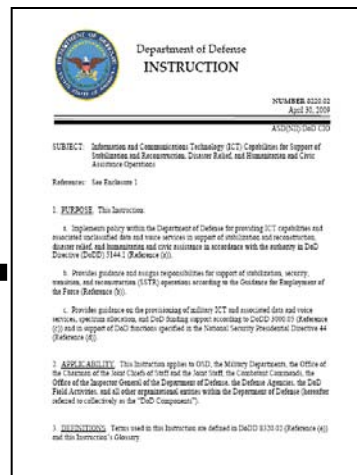 Department of Defense
INSTRUCTION
NUMBER 8220.02
April 30, 2009
ASD(NII)/DoD CIO
SUBJECT: Information and Communications Technology (ICT) Capabilities for Support of
Stabilization and Reconstruction, Disaster Relief, and Humanitarian and Civic
Assistance Operations
References: See Enclosure 1
1. PURPOSE. This Instruction:
a. Implements policy within the Department of Defense for providing ICT capabilities and
associated unclassified data and voice services in support of stabilization and reconstruction,
disaster relief, and humanitarian and civic assistance in accordance with the authority in DoD
Directive (DoDD) 5144.1 (Reference (a)).
b. Provides guidance and assigns responsibilities for support of stabilization, security,
transition, and reconstruction (SSTR) operations according to the Guidance for Employment of
the Force (Reference (b)).
c. Provides guidance on the provisioning of military ICT and associated data and voice
services, spectrum allocation, and DoD funding support according to DoDD 3000.05 (Reference
(c)) and in support of DoD functions specified in the National Security Presidential Directive 44
(Reference (d)).
2. APPLICABILITY. This Instruction applies to OSD, the Military Departments, the Office of
the Chairman of the Joint Chiefs of Staff and the Joint Staff, the Combatant Commands, the
Office of the Inspector General of the Department of Defense, the Defense Agencies, the DoD
Field Activities, and all other organizational entities within the Department of Defense (hereafter
referred to collectively as the "DoD Components").
3. DEFINITIONS. Terms used in this Instruction are defined in DoDD 8320.02 (Reference (e))
and this Instruction's Glossary.